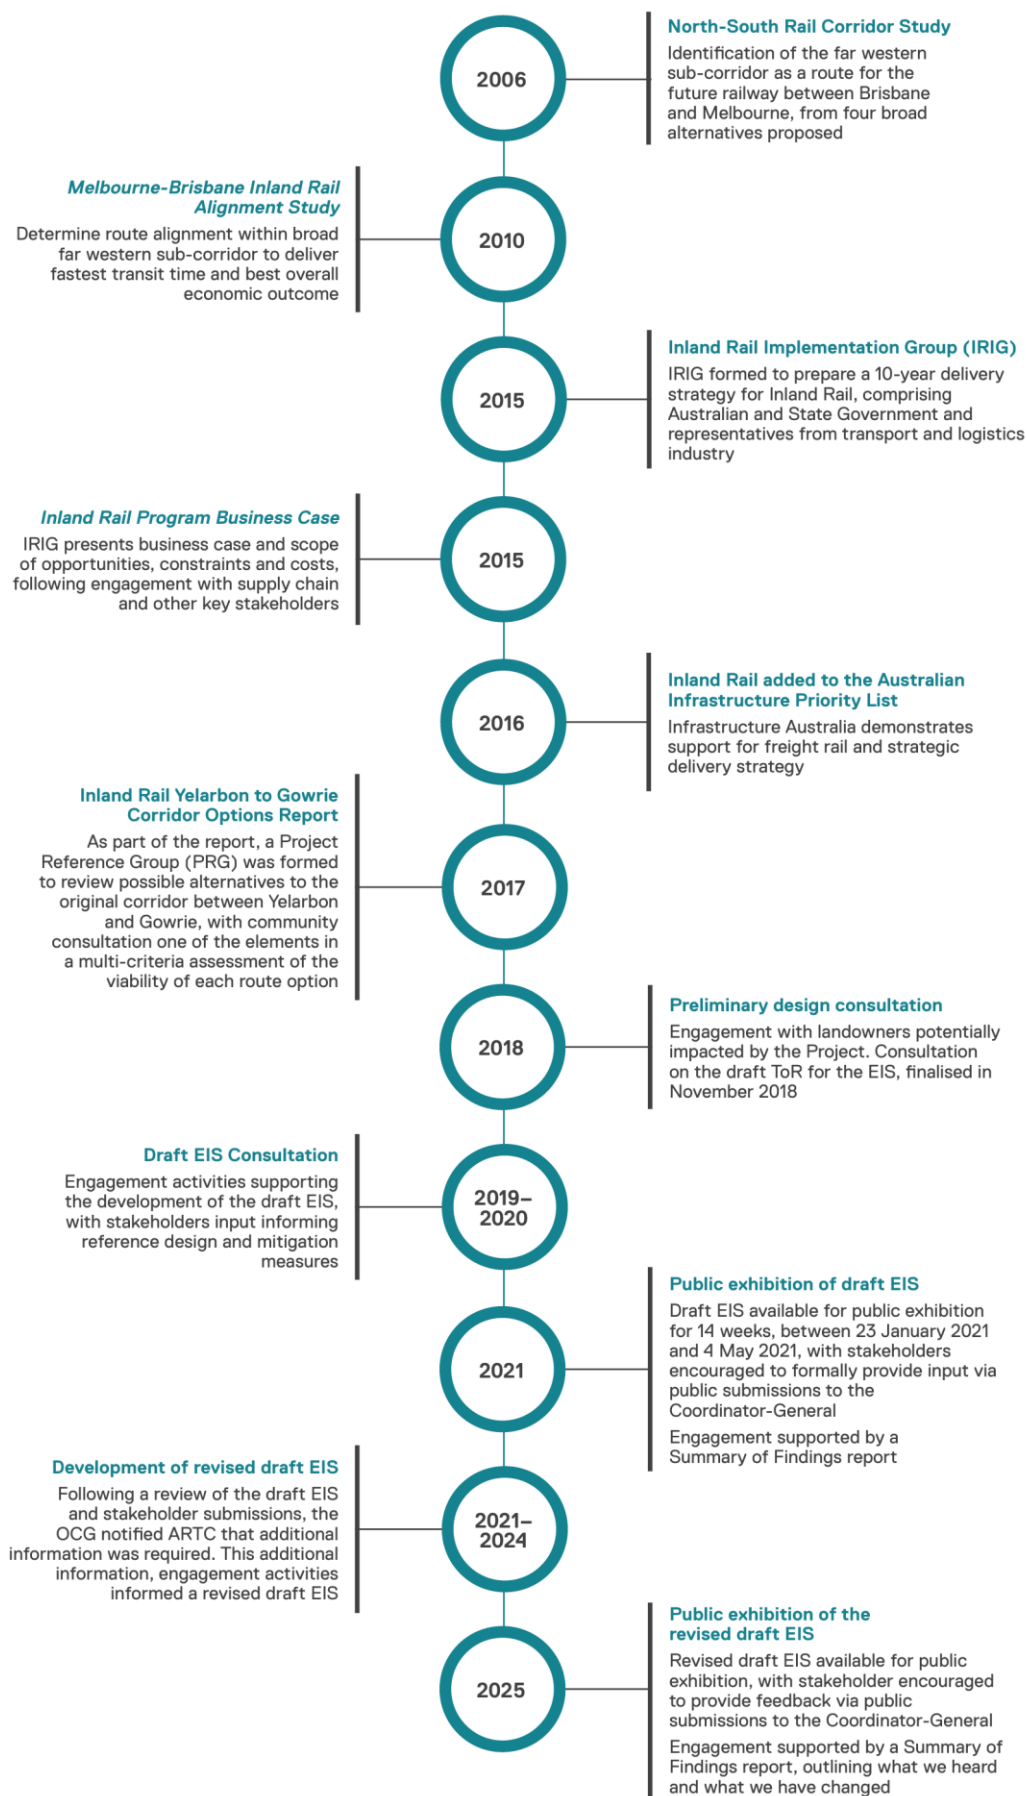 2006
North-South Rail Corridor Study
Identification of the far western
sub-corridor as a route for the
future railway between Brisbane
and Melbourne, from four broad
alternatives proposed
Melbourne-Brisbane Inland Rail
Alignment Study
Determine route alignment within broad
far western sub-corridor to deliver
fastest transit time and best overall
economic outcome
2010
2015
Inland Rail Implementation Group (IRIG)
IRIG formed to prepare a 10-year delivery
strategy for Inland Rail, comprising
Australian and State Government and
representatives from transport and logistics
industry
Inland Rail Program Business Case
IRIG presents business case and scope
of opportunities, constraints and costs,
following engagement with supply chain
and other key stakeholders
2015
2016
Inland Rail added to the Australian
Infrastructure Priority List
Infrastructure Australia demonstrates
support for freight rail and strategic
delivery strategy
Inland Rail Yelarbon to Gowrie
Corridor Options Report
As part of the report, a Project
Reference Group (PRG) was formed
to review possible alternatives to the
original corridor between Yelarbon
and Gowrie, with community
consultation one of the elements in
a multi-criteria assessment of the
viability of each route option
2017
2018
Preliminary design consultation
Engagement with landowners potentially
impacted by the Project. Consultation
on the draft ToR for the EIS, finalised in
November 2018
Draft EIS Consultation
Engagement activities supporting
the development of the draft EIS,
with stakeholders input informing
reference design and mitigation
measures
2019–
2020
2021
Public exhibition of draft EIS
Draft EIS available for public exhibition
for 14 weeks, between 23 January 2021
and 4 May 2021, with stakeholders
encouraged to formally provide input via
public submissions to the
Coordinator-General
Engagement supported by a
Summary of Findings report
Development of revised draft EIS
Following a review of the draft EIS
and stakeholder submissions, the
OCG notified ARTC that additional
information was required. This additional
information, engagement activities
informed a revised draft EIS
2021–
2024
2025
Public exhibition of the
revised draft EIS
Revised draft EIS available for public
exhibition, with stakeholder encouraged
to provide feedback via public
submissions to the Coordinator-General
Engagement supported by a Summary of
Findings report, outlining what we heard
and what we have changed